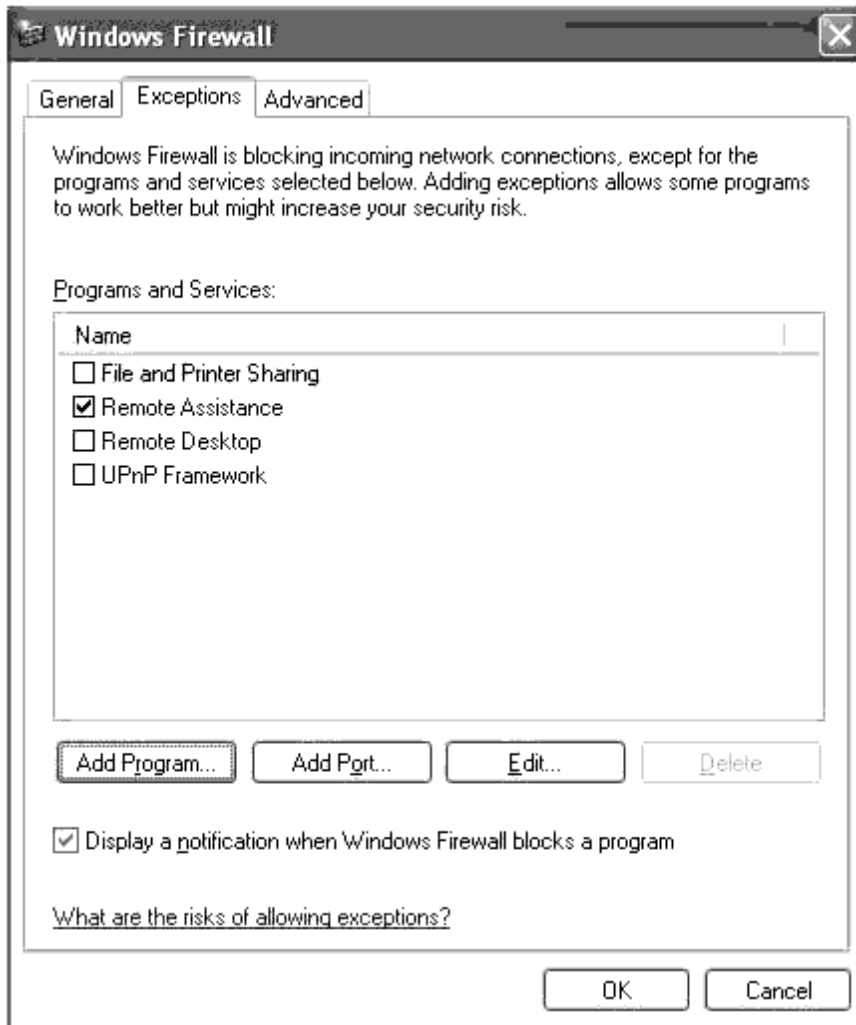 Windows Firewall
General Exceptions Advanced
Windows Firewall is blocking incoming network connections, except for the
programs and services selected below. Adding exceptions allows some programs
to work better but might increase your security risk.
Programs and Services:
Name
File and Printer Sharing
Remote Assistance
Remote Desktop
UPnP Framework
Add Program... Add Port... Edit... Delete
Display a notification when Windows Firewall blocks a program
What are the risks of allowing exceptions?
OK Cancel